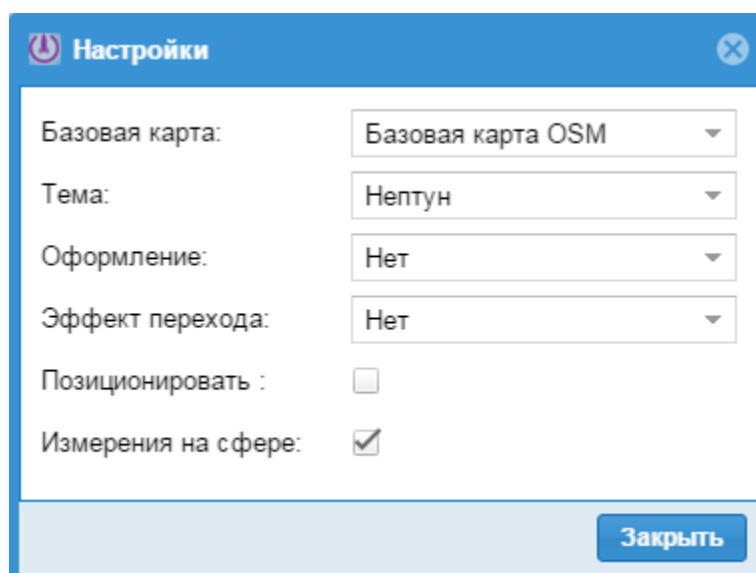 Настройки
Базовая карта: Базовая карта OSM
Тема: Нептун
Оформление: Нет
Эффект перехода: Нет
Позиционировать :
Измерения на сфере:
Закрыть